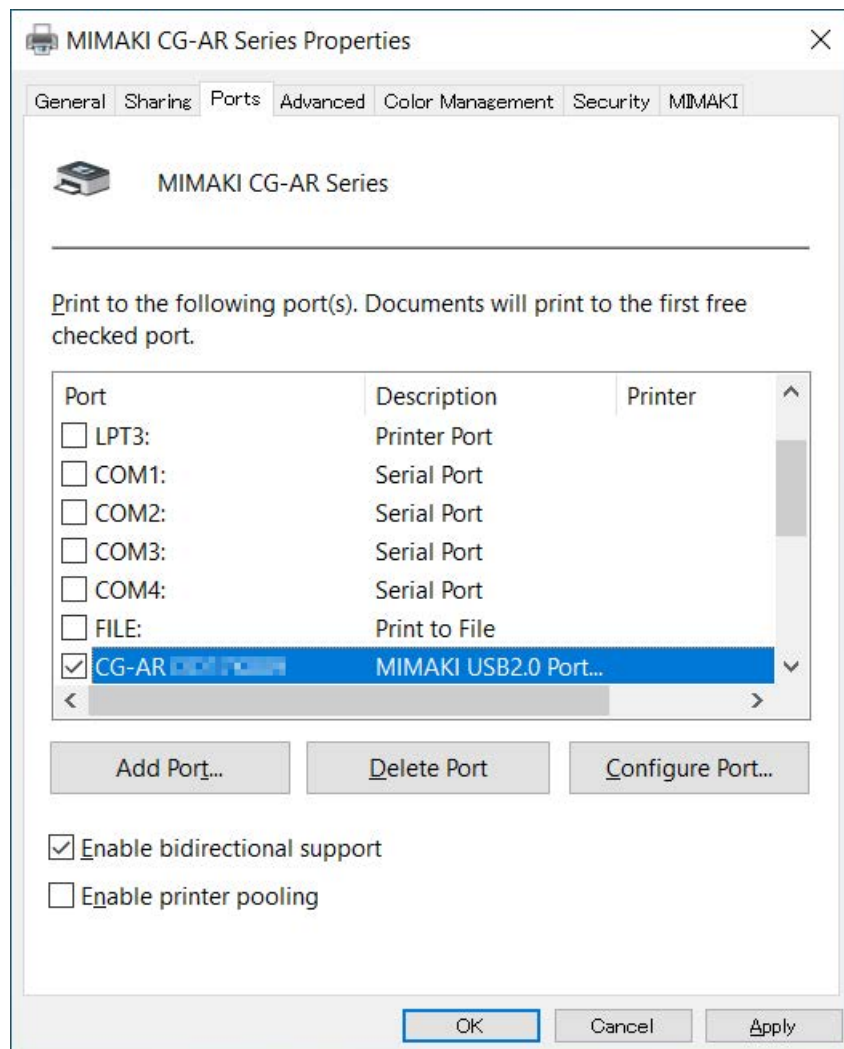 MIMAKI CG-AR Series Properties
General Sharing Ports Advanced Color Management Security MIMAKI
MIMAKI CG-AR Series
Print to the following port(s). Documents will print to the first free
checked port.
Port Description Printer
LPT3: Printer Port
COM1: Serial Port
COM2: Serial Port
COM3: Serial Port
COM4: Serial Port
FILE: Print to File
CG-AR MIMAKI USB2.0 Port...
Add Port... Delete Port Configure Port...
Enable bidirectional support
Enable printer pooling
OK Cancel Apply